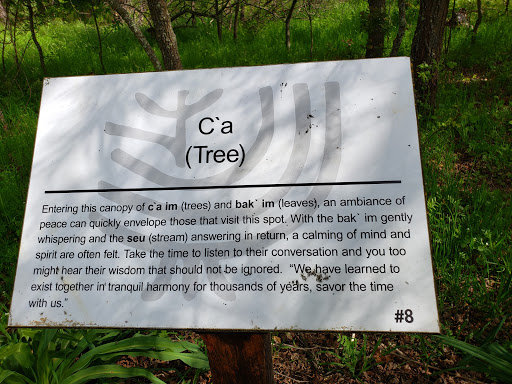 C`a
(Tree)
Entering this canopy of c`a im (trees) and bak` im (leaves), an ambiance of
peace can quickly envelope those that visit this spot. With the bak` im gently
whispering and the seu (stream) answering in return, a calming of mind and
spirit are often felt. Take the time to listen to their conversation and you too
might hear their wisdom that should not be ignored. "We have learned to
exist together in tranquil harmony for thousands of years, savor the time
with us."
#8